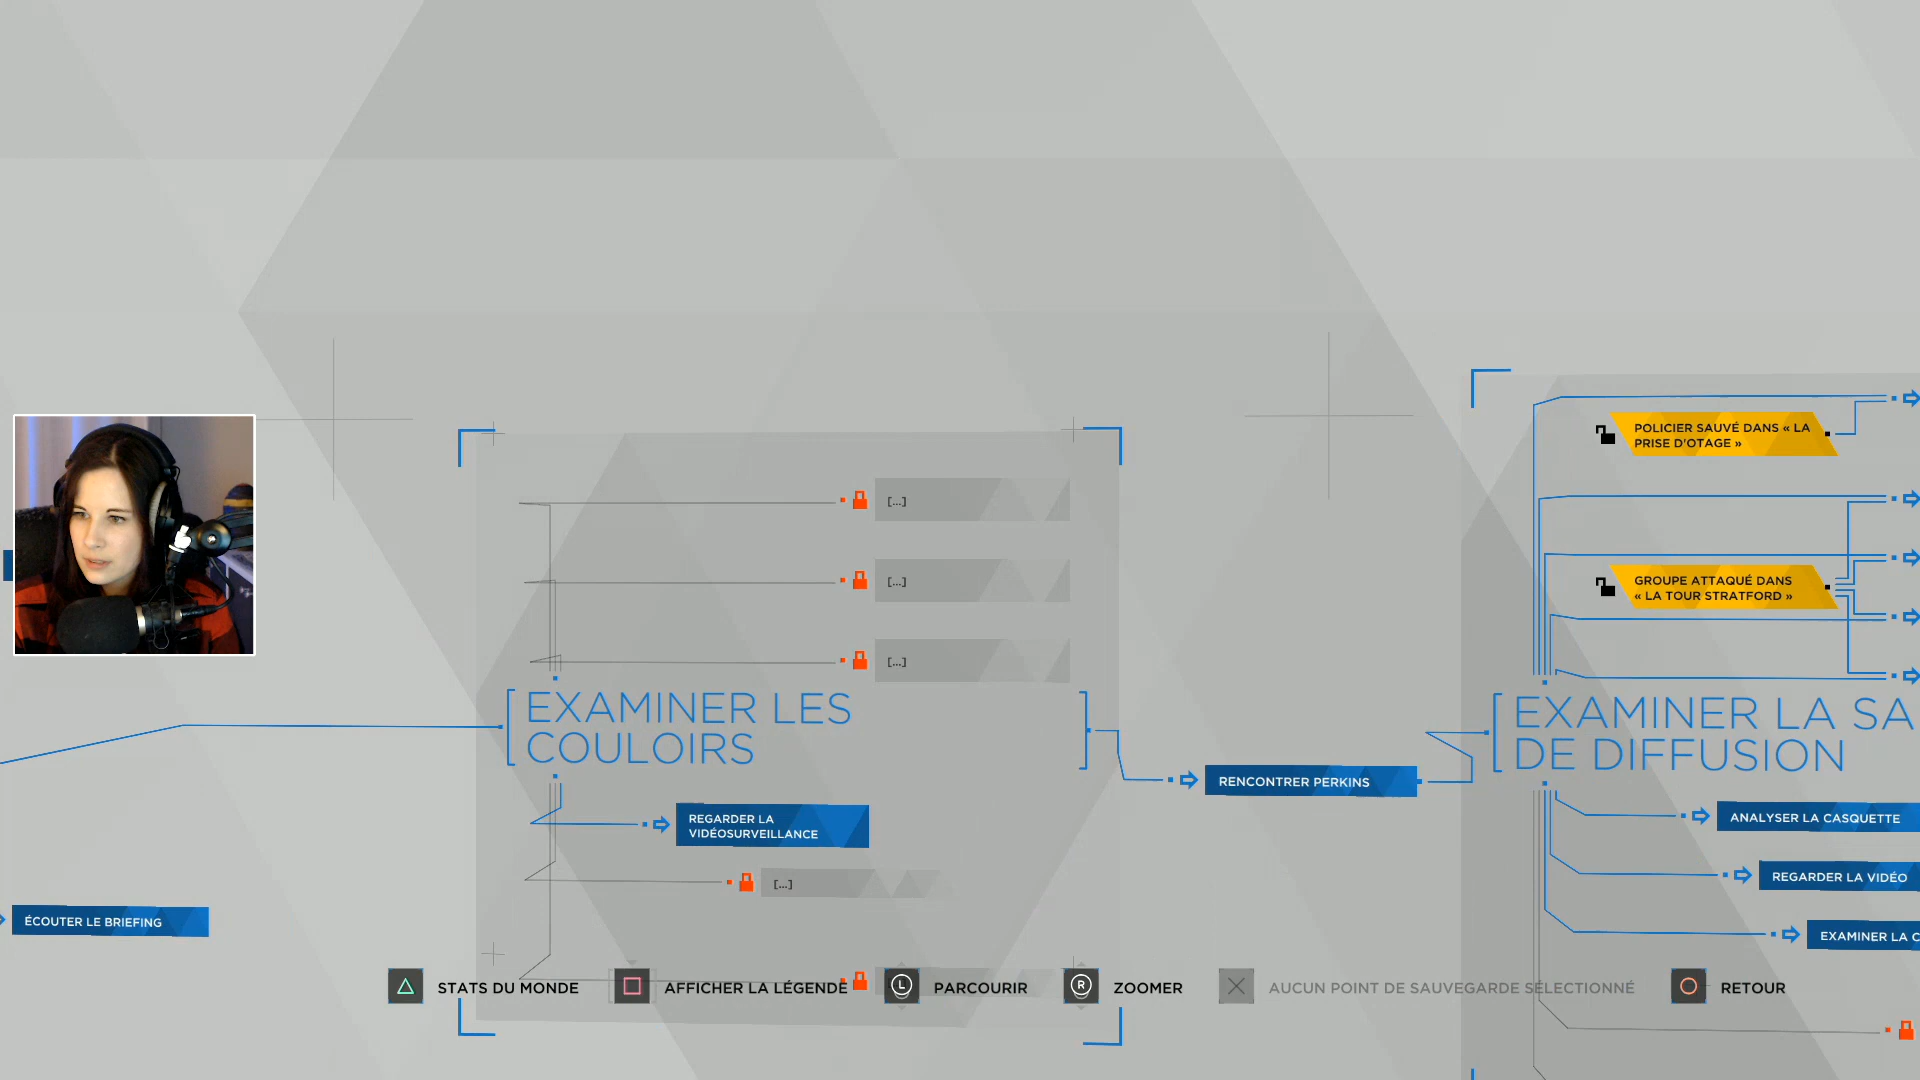 POLICIER SAUVÉ DANS « LA
PRISE D'OTAGE »
[...]
[...]
GROUPE ATTAQUÉ DANS
« LA TOUR STRATFORD »
[...]
EXAMINER LES
COULOIRS
EXAMINER LA SA
DE DIFFUSION
RENCONTRER PERKINS
REGARDER LA
VIDÉOSURVEILLANCE
ANALYSER LA CASQUETTE
[...]
REGARDER LA VIDÉO
ÉCOUTER LE BRIEFING
EXAMINER LA C
STATS DU MONDE
AFFICHER LA LÉGENDE
L
PARCOURIR
R
ZOOMER
AUCUN POINT DE SAUVEGARDE SÉLECTIONNÉ
RETOUR